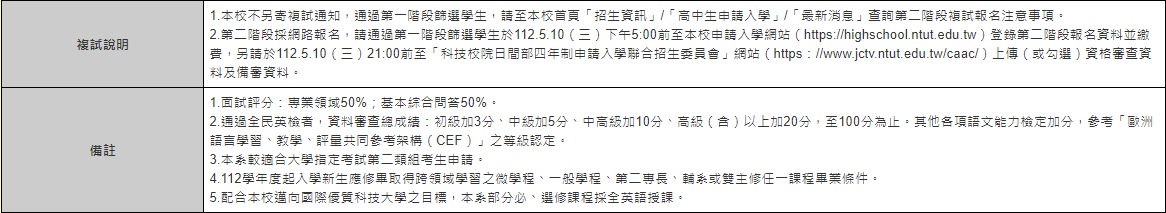 複試說明
1.本校不另寄複試通知，通過第一階段篩選學生，請至本校首頁「招生資訊」/「高中生申請入學」/「最新消息」查詢第二階段複試報名注意事項。
2.第二階段採網路報名，請通過第一階段篩選學生於112.5.10（三）下午5:00前至本校申請入學網站（https://highschool.ntut.edu.tw）登錄第二階段報名資料並繳
費，另請於112.5.10（三）21:00前至「科技校院日間部四年制申請入學聯合招生委員會」網站（https：//www.jctv.ntut.edu.tw/caac/）上傳（或勾選）資格審查資
料及備審資料。
備註
1.面試評分：專業領域50%；基本綜合問答50%。
2.通過全民英檢者，資料審查總成績：初級加3分、中級加5分、中高級加10分、高級（含）以上加20分，至100分為止。其他各項語文能力檢定加分，參考「歐洲
語言學習、教學、評量共同參考架構（CEF）」之等級認定。
3.本系較適合大學指定考試第二類組考生申請。
4.112學年度起入學新生應修畢取得跨領域學習之微學程、一般學程、第二專長、輔系或雙主修任一課程畢業條件。
5.配合本校邁向國際優質科技大學之目標，本系部分必、選修課程採全英語授課。